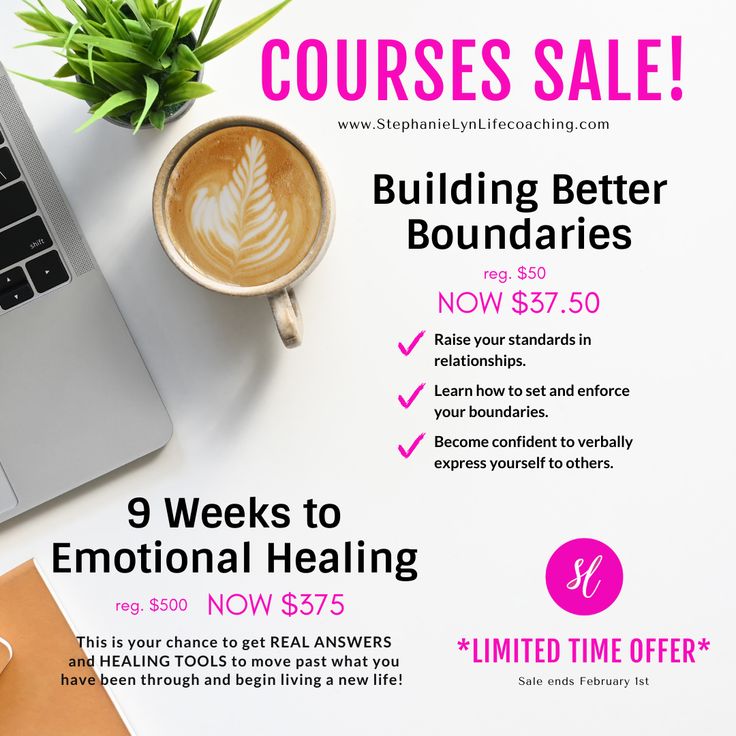 COURSES SALE!
www.StephanieLynLifecoaching.com
Building Better
Boundaries
reg. $50
NOW $37.50
Raise your standards in
relationships.
Learn how to set and enforce
your boundaries.
Become confident to verbally
express yourself to others.
9 Weeks to
Emotional Healing
reg. $500 NOW $375
This is your chance to get REAL ANSWERS
and HEALING TOOLS to move past what you
have been through and begin living a new life!
SL
*LIMITED TIME OFFER*
Sale ends February 1st
shift